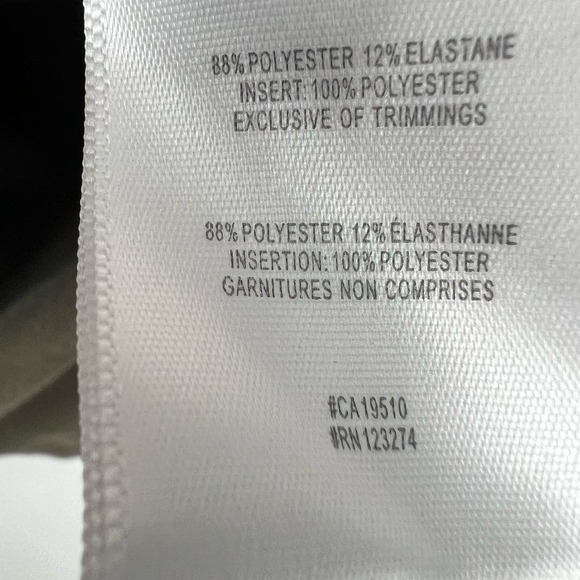 88% POLYESTER 12% ELASTANE
INSERT: 100% POLYESTER
EXCLUSIVE OF TRIMMINGS
88% POLYESTER 12% ÉLASTHANNE
INSERTION: 100% POLYESTER
GARNITURES NON COMPRISES
#CA19510
#RN123274